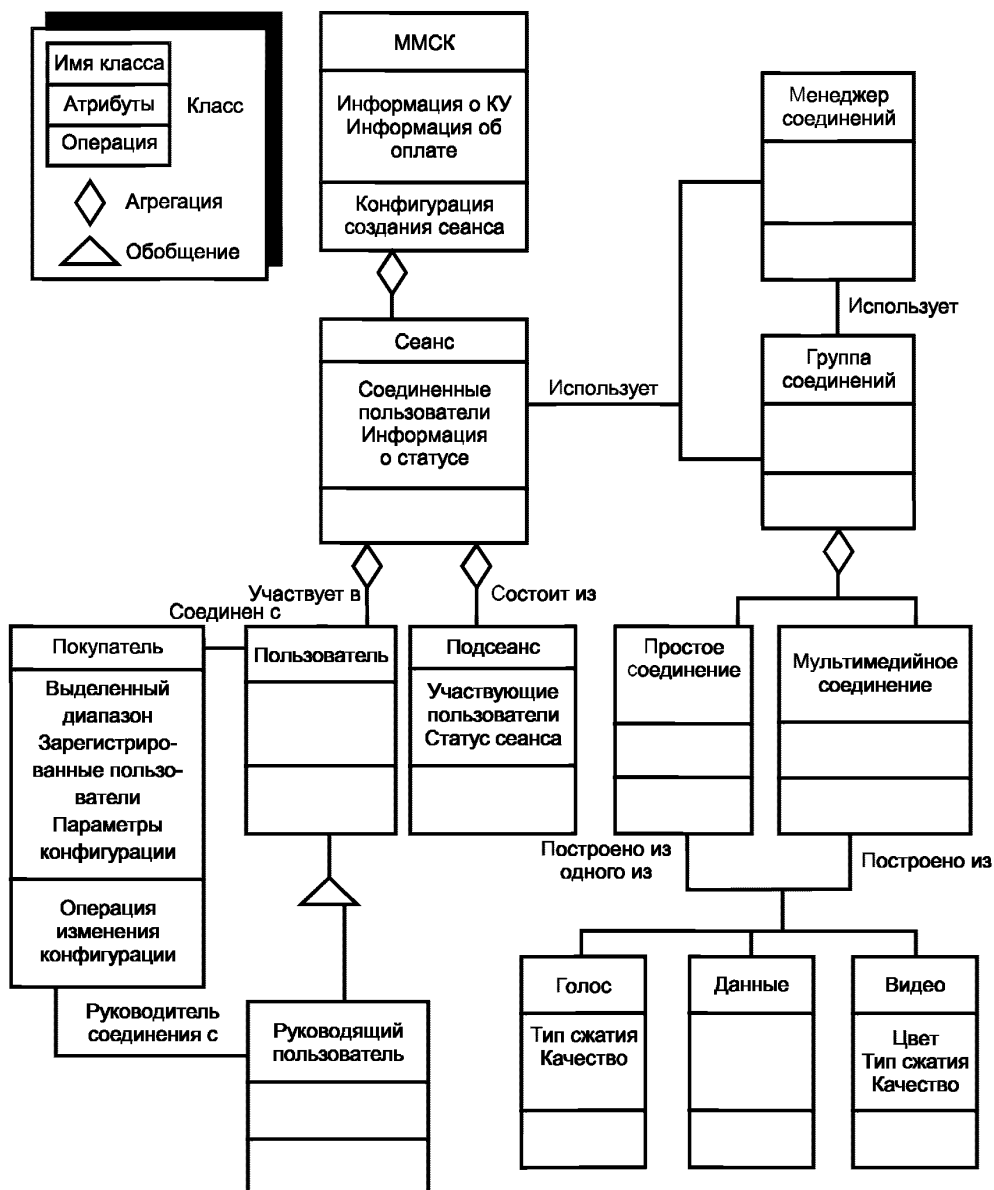 Имя класса
Атрибуты
Операция
Класс
Агрегация
Обобщение
ММСК
Информация о КУ
Информация об
оплате
Конфигурация
создания сеанса
Менеджер
соединений
Использует
Сеанс
Соединенные
пользователи
Информация
о статусе
Использует
Группа
соединений
Участвует в
Состоит из
Соединен с
Покупатель
Выделенный
диапазон
Зарегистриро-
ванные пользо-
ватели
Параметры
конфигурации
Операция
изменения
конфигурации
Пользователь
Подсеанс
Участвующие
пользователи
Статус сеанса
Простое
соединение
Мультимедийное
соединение
Построено из
одного из
Построено из
Руководитель
соединения с
Руководящий
пользователь
Голос
Тип сжатия
Качество
Данные
Видео
Цвет
Тип сжатия
Качество